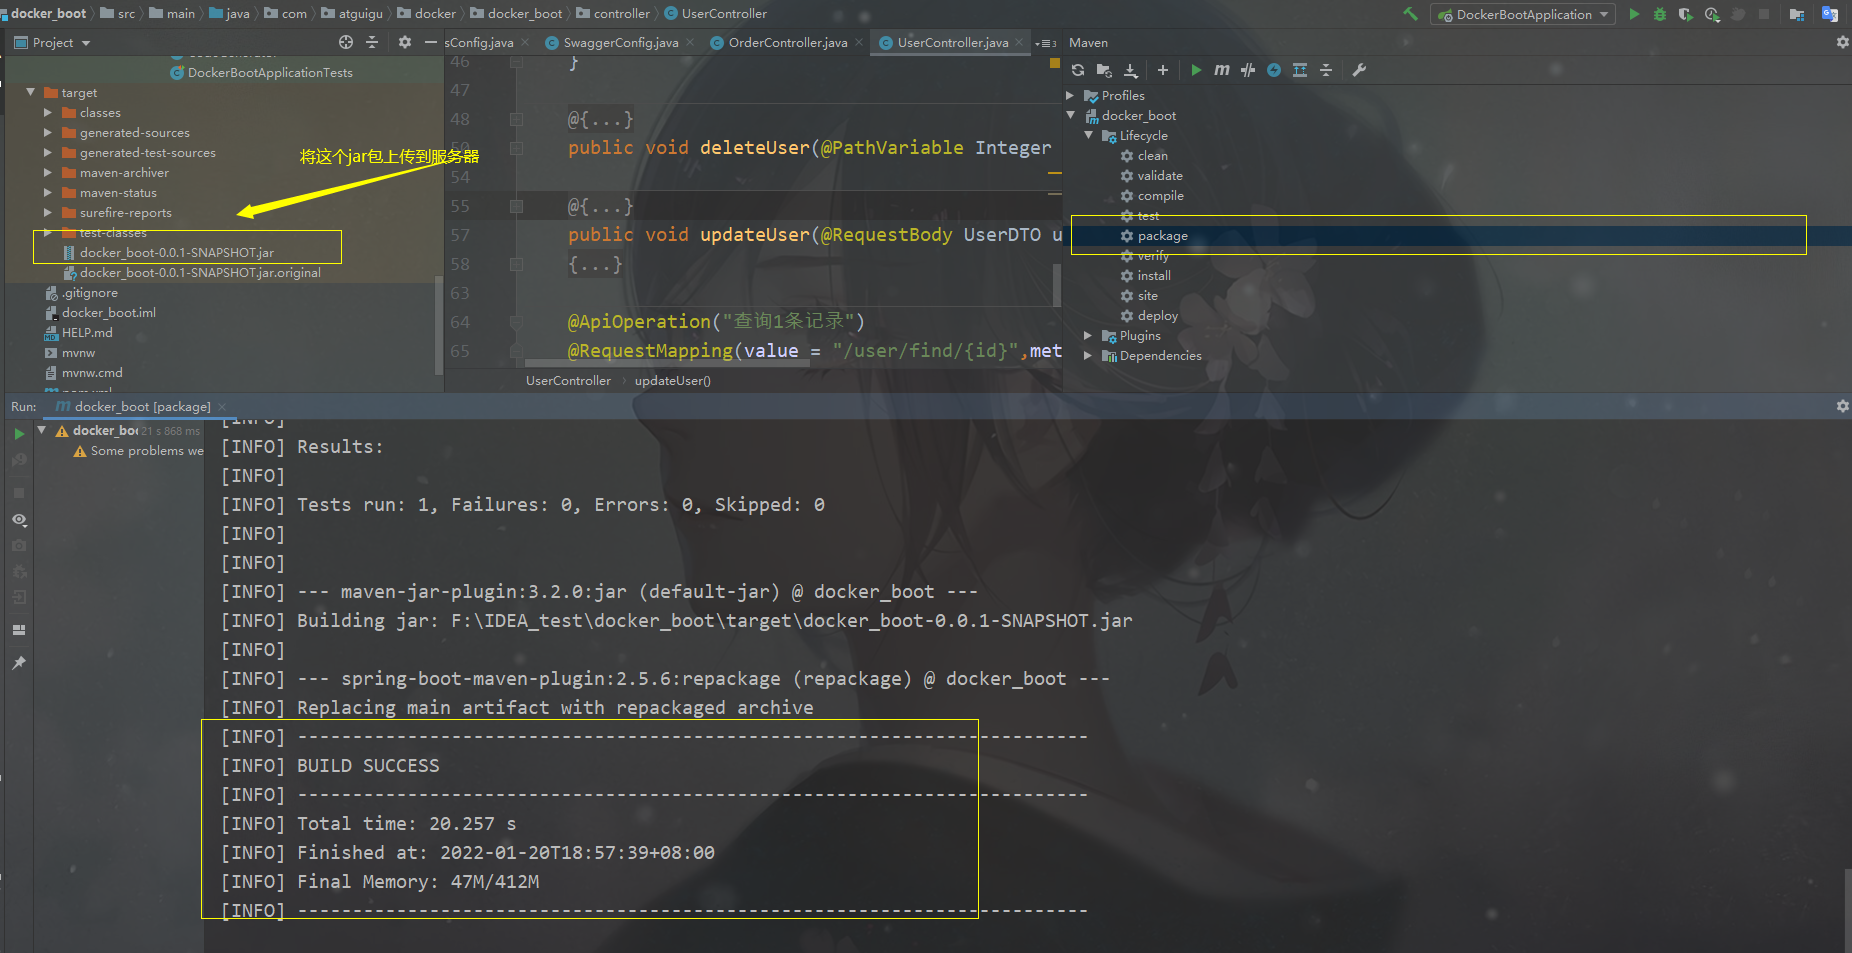 docker_boot src main java com atguigu docker docker_boot controller UserController
DockerBootApplication
Project
sConfig.java SwaggerConfig.java OrderController.java UserController.java
Maven
DockerBootApplicationTests
target
classes
generated-sources
generated-test-sources
maven-archiver
maven-status
surefire-reports
test-classes
docker_boot-0.0.1-SNAPSHOT.jar
docker_boot-0.0.1-SNAPSHOT.jar.original
.gitignore
docker_boot.iml
HELP.md
mvnw
mvnw.cmd
将这个jar包上传到服务器
46 }
47
48 @{...}
public void deleteUser(@PathVariable Integer
54
55 @{...}
57 public void updateUser(@RequestBody UserDTO u
58 {...}
63
64 @ApiOperation("查询1条记录")
65 @RequestMapping(value = "/user/find/{id}",met
UserController updateUser()
Profiles
docker_boot
Lifecycle
clean
validate
compile
test
package
verify
install
site
deploy
Plugins
Dependencies
Run: docker_boot [package]
docker_boo 21 s 868 ms
Some problems we
[INFO]
[INFO] Results:
[INFO]
[INFO] Tests run: 1, Failures: 0, Errors: 0, Skipped: 0
[INFO]
[INFO]
[INFO] --- maven-jar-plugin:3.2.0:jar (default-jar) @ docker_boot ---
[INFO] Building jar: F:\IDEA_test\docker_boot\target\docker_boot-0.0.1-SNAPSHOT.jar
[INFO]
[INFO] --- spring-boot-maven-plugin:2.5.6:repackage (repackage) @ docker_boot ---
[INFO] Replacing main artifact with repackaged archive
[INFO] ------------------------------------------------------------------------
[INFO] BUILD SUCCESS
[INFO] ------------------------------------------------------------------------
[INFO] Total time: 20.257 s
[INFO] Finished at: 2022-01-20T18:57:39+08:00
[INFO] Final Memory: 47M/412M
[INFO] ------------------------------------------------------------------------